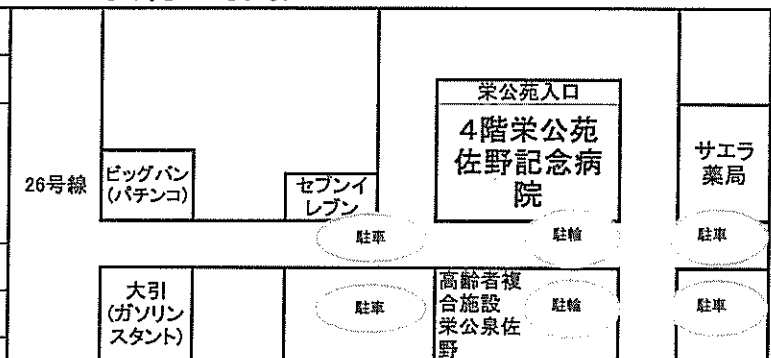 栄公苑入口
4階栄公苑
佐野記念病
院
サエラ
薬局
26号線
ビッグバン
(パチンコ)
セブンイ
レブン
駐車
駐輪
駐車
大引
(ガソリン
スタント)
駐車
高齢者複
合施設
栄公泉佐
野
駐輪
駐車